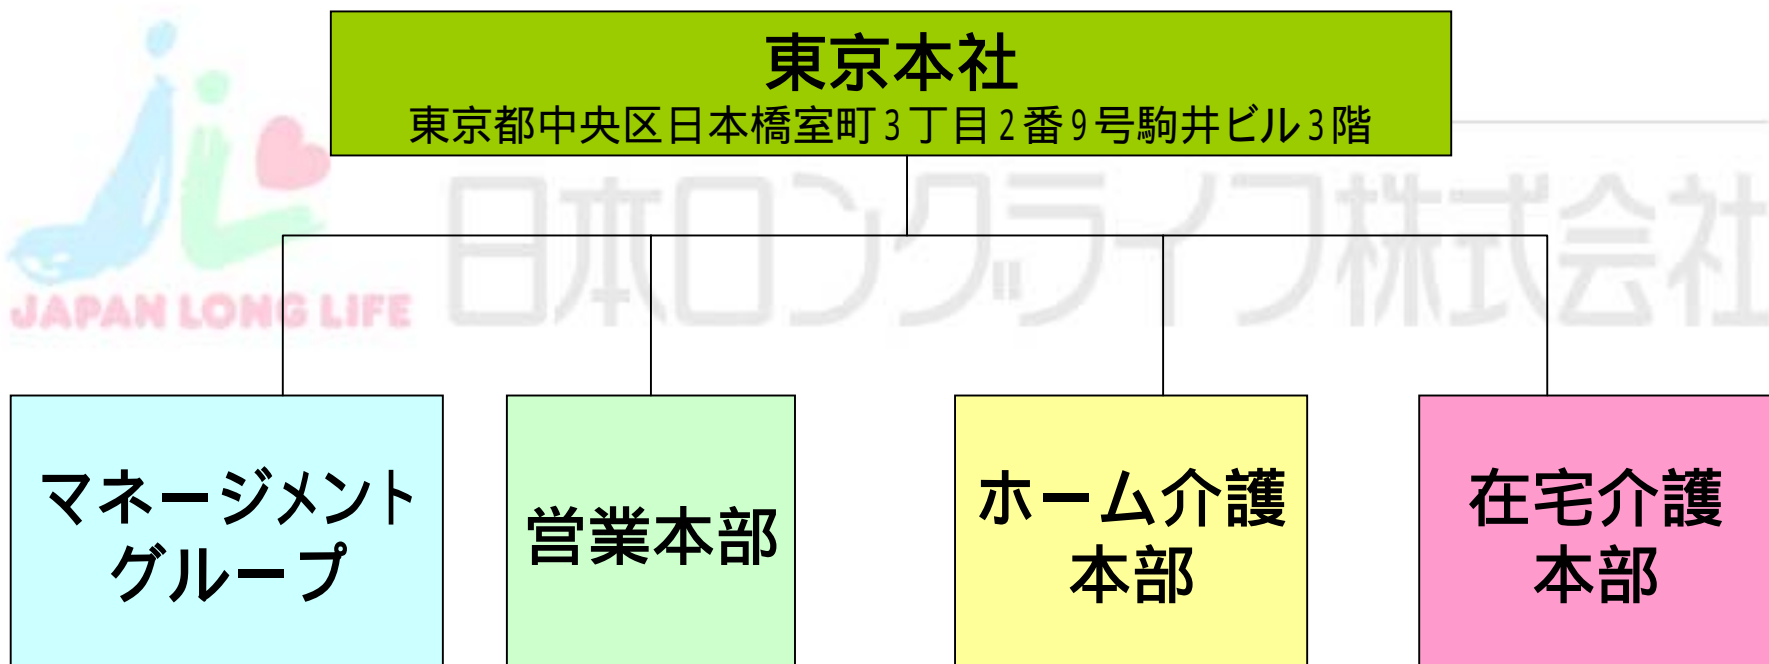 東京本社
東京都中央区日本橋室町3丁目2番9号駒井ビル3階
日本ロングライフ株式会社
JAPAN LONG LIFE
マネージメント
グループ
営業本部
ホーム介護
本部
在宅介護
本部